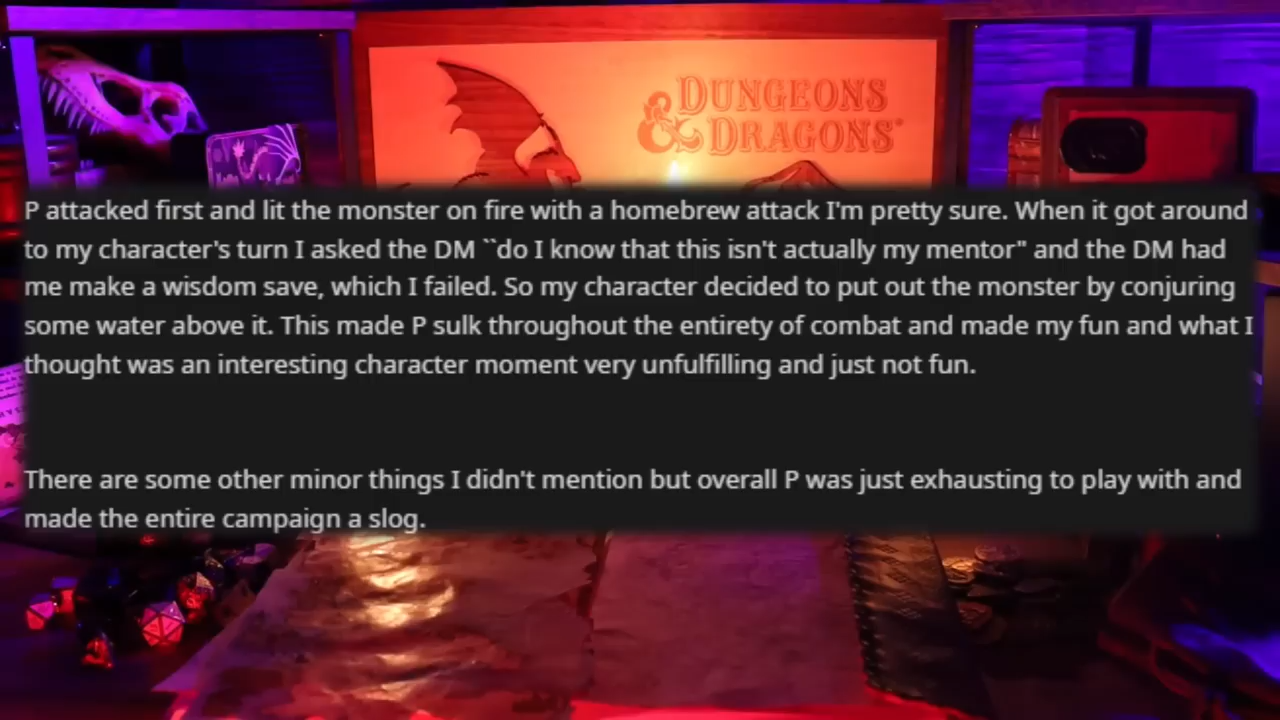 DUNGEONS
& DRAGONS
P attacked first and lit the monster on fire with a homebrew attack I'm pretty sure. When it got around
to my character's turn I asked the DM ``do I know that this isn't actually my mentor" and the DM had
me make a wisdom save, which I failed. So my character decided to put out the monster by conjuring
some water above it. This made P sulk throughout the entirety of combat and made my fun and what I
thought was an interesting character moment very unfulfilling and just not fun.
There are some other minor things I didn't mention but overall P was just exhausting to play with and
made the entire campaign a slog.